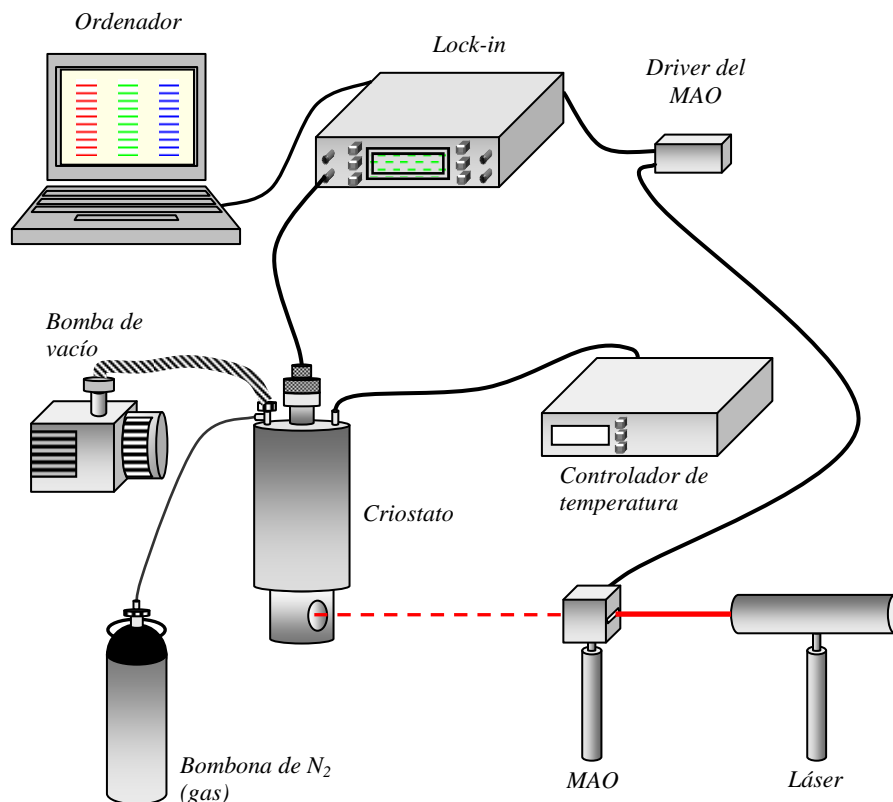 Ordenador
Lock-in
Driver del
MAO
Bomba de
vacío
Criostato
Controlador de
temperatura
Bombona de N₂
(gas)
MAO
Láser